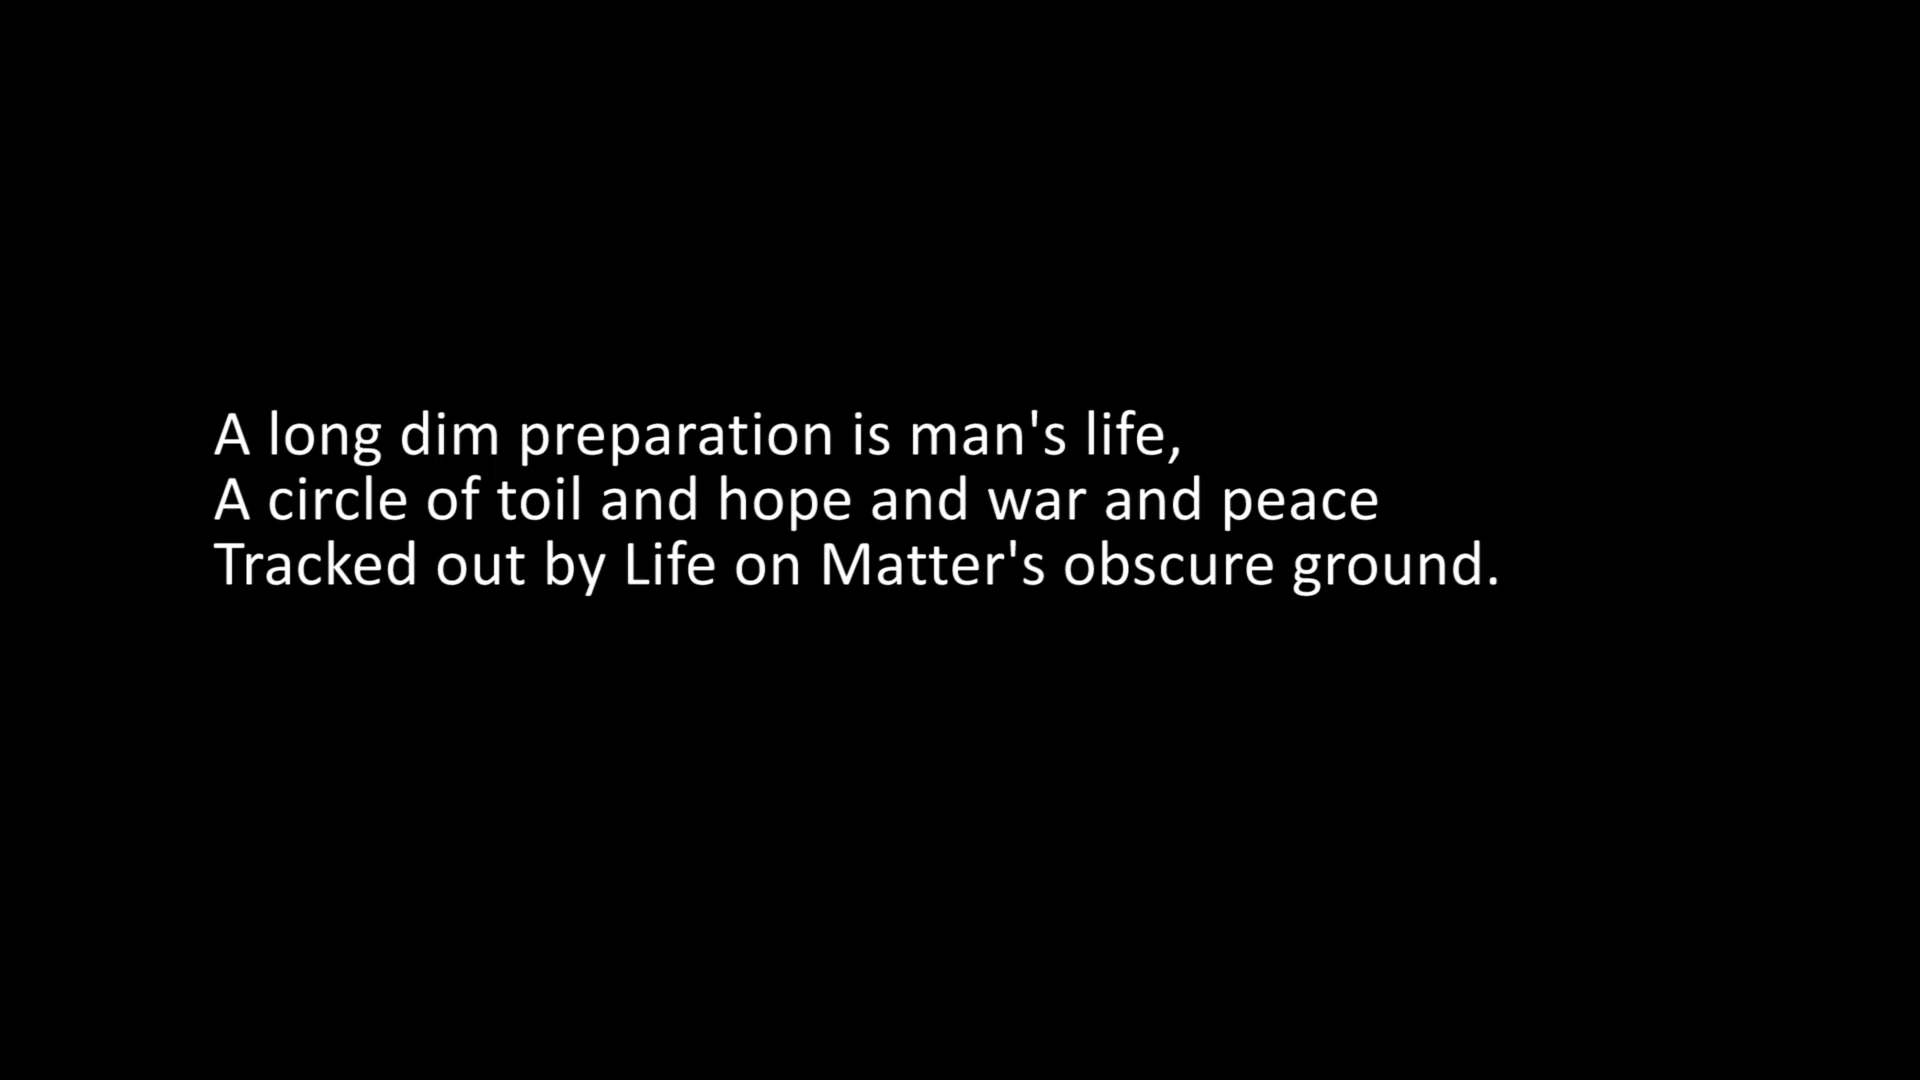 A long dim preparation is man's life,
A circle of toil and hope and war and peace
Tracked out by Life on Matter's obscure ground.